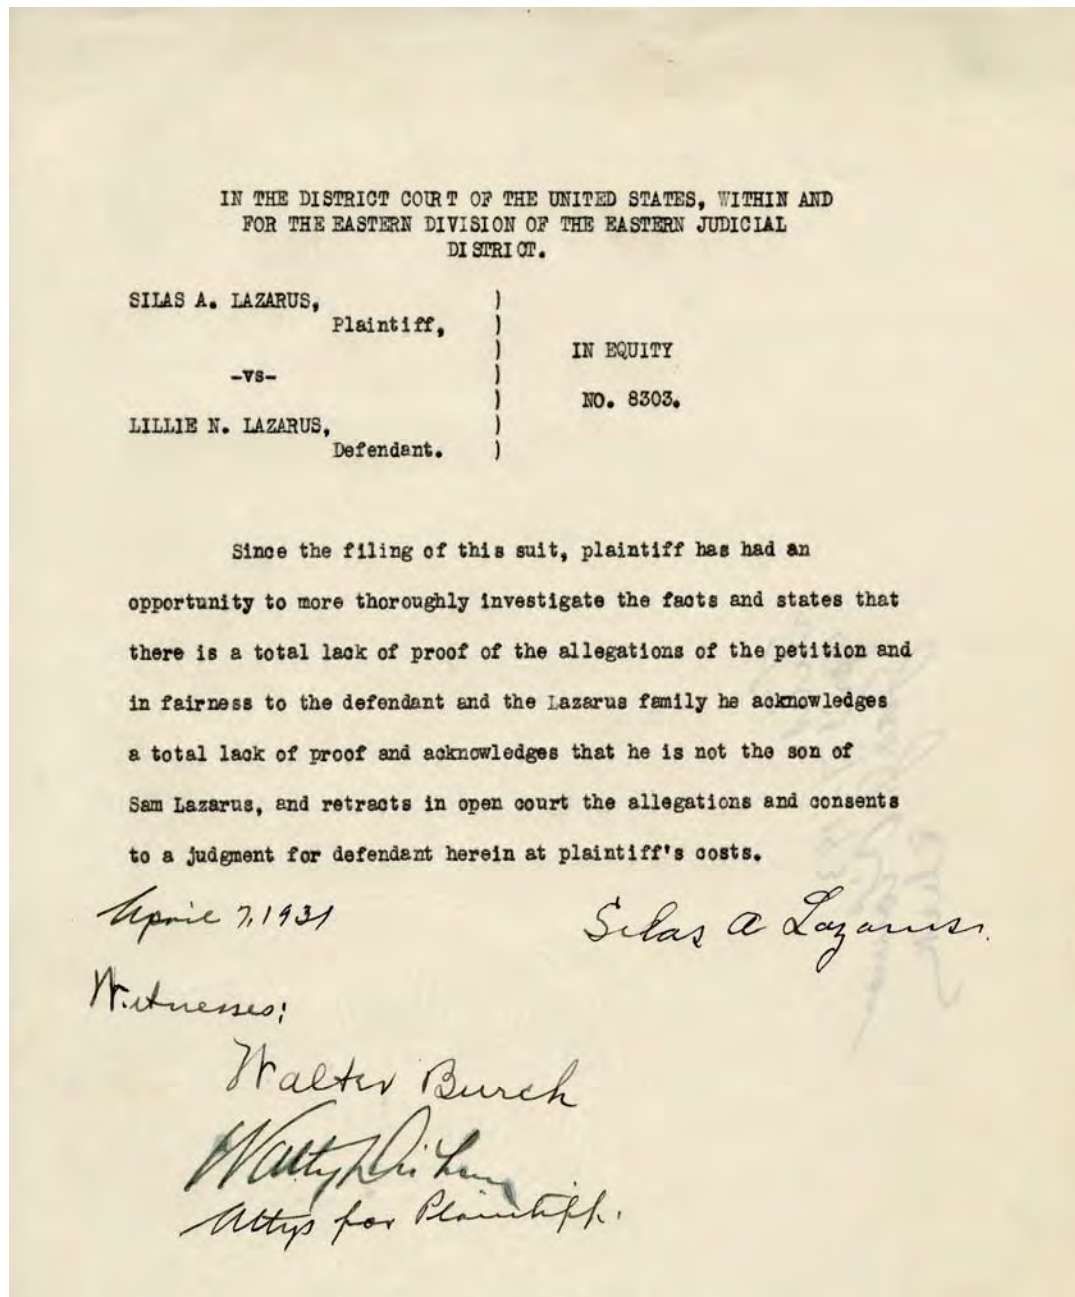 IN THE DISTRICT COURT OF THE UNITED STATES, WITHIN AND
FOR THE EASTERN DIVISION OF THE EASTERN JUDICIAL
DISTRICT.
SILAS A. LAZARUS, )
Plaintiff, )
) IN EQUITY
-vs- )
) NO. 8303.
LILLIE N. LAZARUS, )
Defendant. )
Since the filing of this suit, plaintiff has had an
opportunity to more thoroughly investigate the facts and states that
there is a total lack of proof of the allegations of the petition and
in fairness to the defendant and the Lazarus family he acknowledges
a total lack of proof and acknowledges that he is not the son of
Sam Lazarus, and retracts in open court the allegations and consents
to a judgment for defendant herein at plaintiff's costs.
April 7, 1931 Silas A Lazarus.
Witnesses:
Walter Burch
Attys for Plaintiff.